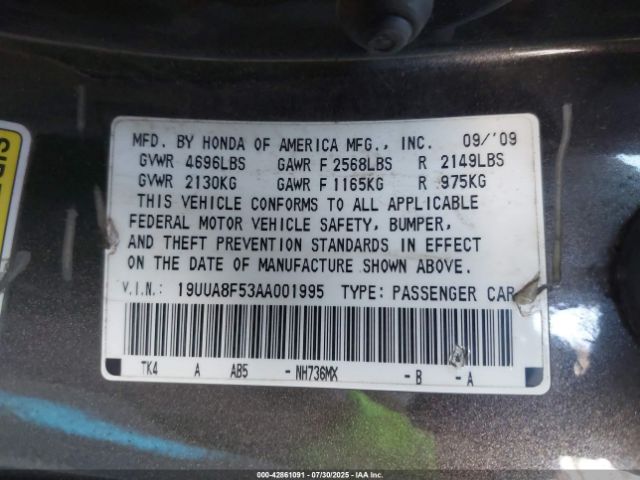 MFD. BY HONDA OF AMERICA MFG., INC. 09/'09
GVWR 4696LBS GAWR F 2568LBS R 2149LBS
GVWR 2130KG GAWR F 1165KG R 975KG
THIS VEHICLE CONFORMS TO ALL APPLICABLE
FEDERAL MOTOR VEHICLE SAFETY, BUMPER,
AND THEFT PREVENTION STANDARDS IN EFFECT
ON THE DATE OF MANUFACTURE SHOWN ABOVE.
V.I.N.: 19UUA8F53AA001995 TYPE: PASSENGER CAR
TK4 A AB5 - NH736MX - B - A
000-42861091 - 07/30/2025 - IAA Inc.